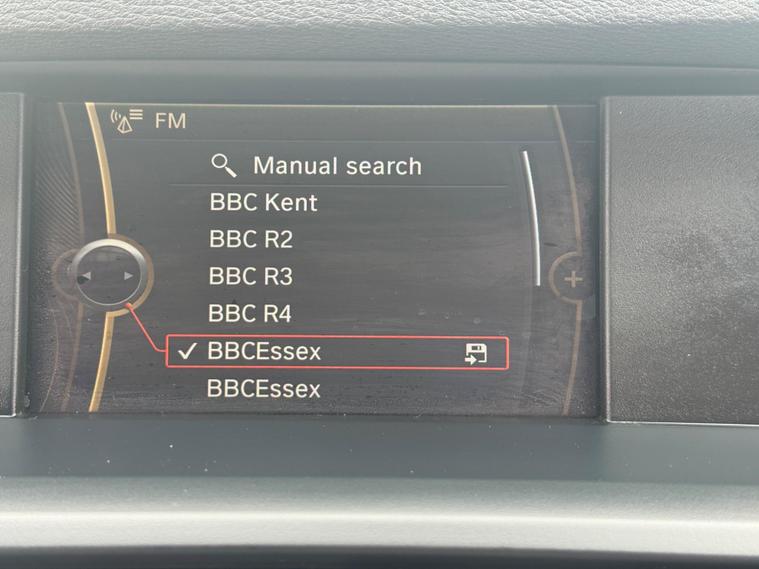 FM
Manual search
BBC Kent
BBC R2
BBC R3
BBC R4
BBCEssex
BBCEssex